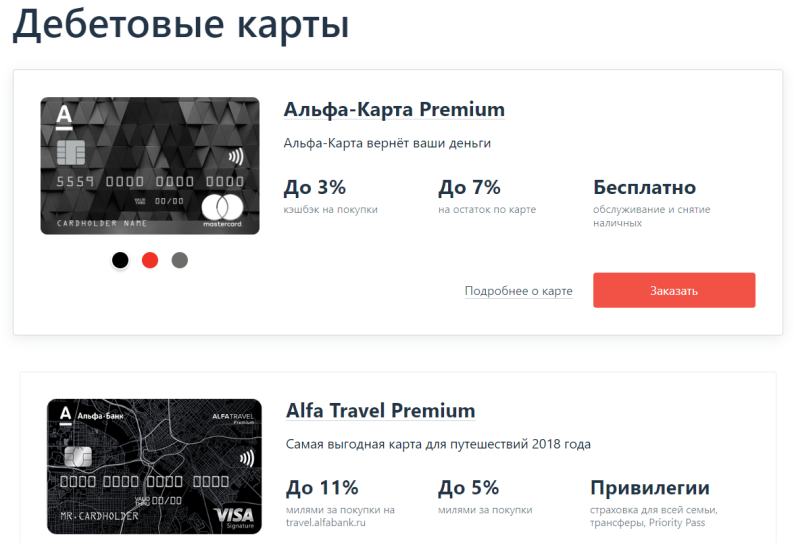 Дебетовые карты
А
5559 0000 0000 0000
00/00
CARDHOLDER NAME
mastercard
Альфа-Карта Premium
Альфа-Карта вернёт ваши деньги
До 3%
кэшбэк на покупки
До 7%
на остаток по карте
Бесплатно
обслуживание и снятие
наличных
Подробнее о карте
Заказать
А Альфа·Банк
ALFATRAVEL
Premium
0000 0000 0000 0000
VALID
THRU 00/00
MR.CARDHOLDER
VISA
Signature
Alfa Travel Premium
Самая выгодная карта для путешествий 2018 года
До 11%
милями за покупки на
travel.alfabank.ru
До 5%
милями за покупки
Привилегии
страховка для всей семьи,
трансферы, Priority Pass